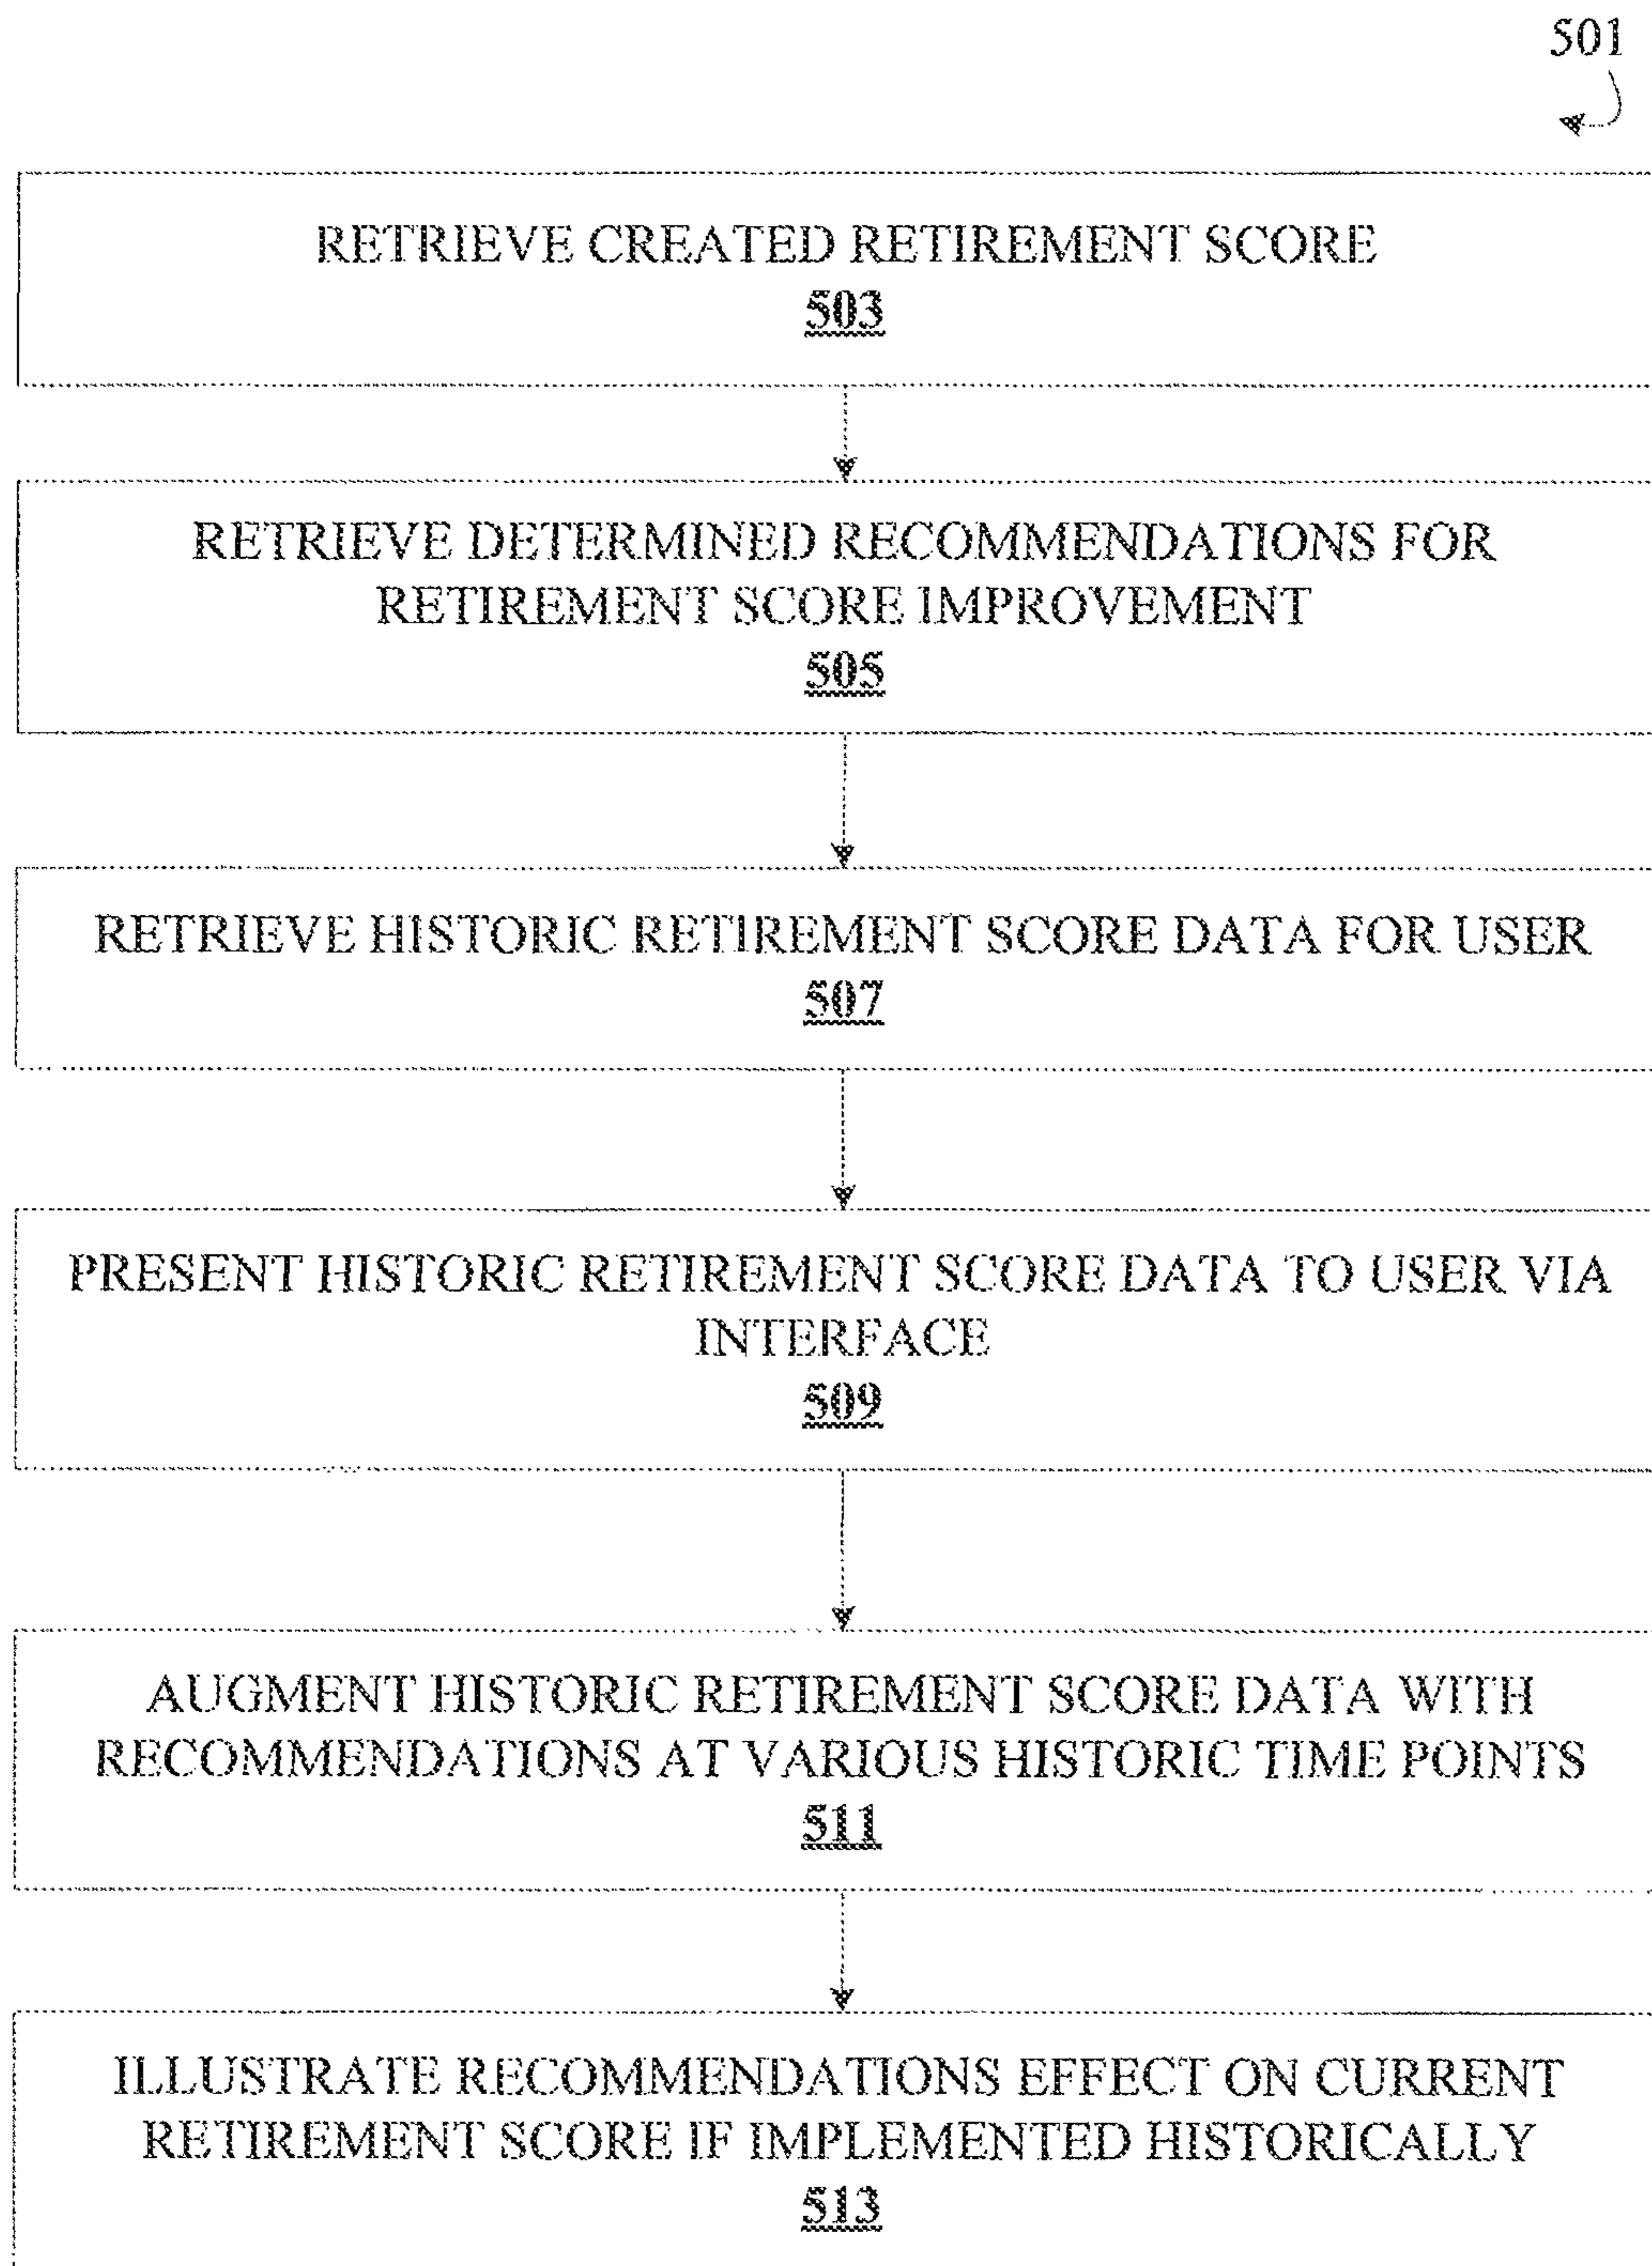 501
RETRIEVE CREATED RETIREMENT SCORE
503
RETRIEVE DETERMINED RECOMMENDATIONS FOR
RETIREMENT SCORE IMPROVEMENT
505
RETRIEVE HISTORIC RETIREMENT SCORE DATA FOR USER
507
PRESENT HISTORIC RETIREMENT SCORE DATA TO USER VIA
INTERFACE
509
AUGMENT HISTORIC RETIREMENT SCORE DATA WITH
RECOMMENDATIONS AT VARIOUS HISTORIC TIME POINTS
511
ILLUSTRATE RECOMMENDATIONS EFFECT ON CURRENT
RETIREMENT SCORE IF IMPLEMENTED HISTORICALLY
513